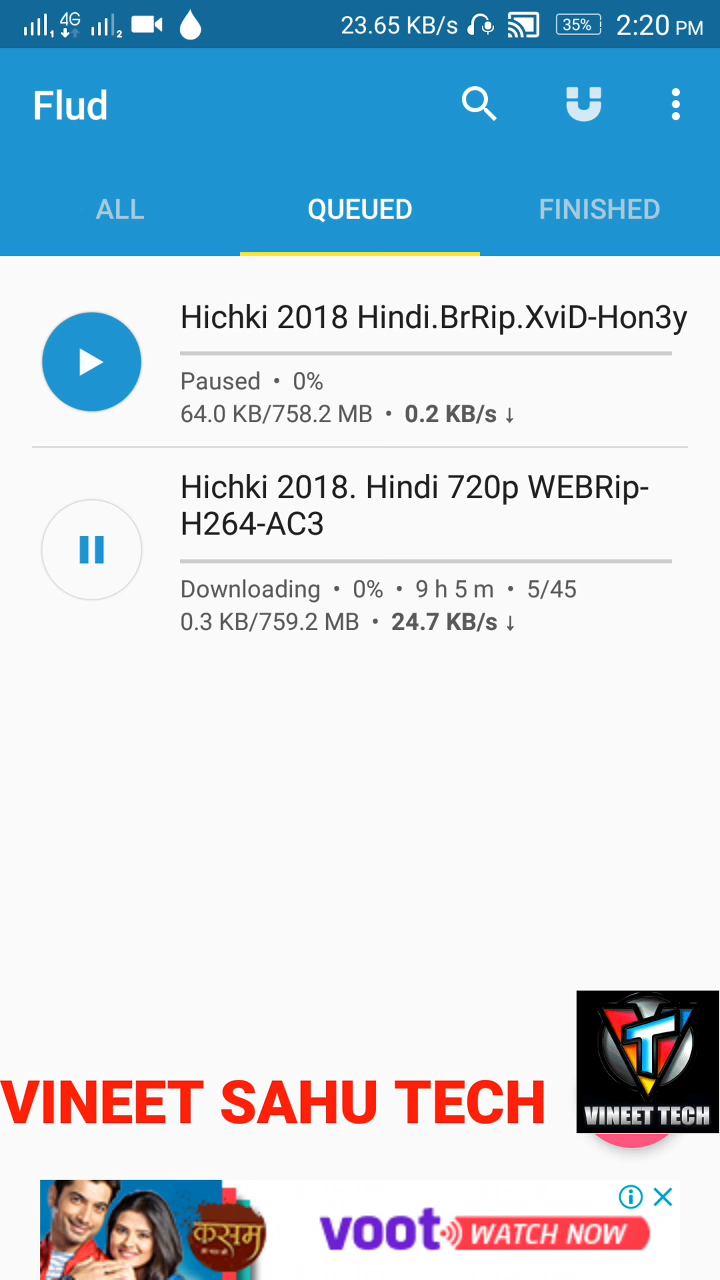 1 4G 2 23.65 KB/s 35% 2:20 PM
Flud
ALL QUEUED FINISHED
Hichki 2018 Hindi.BrRip.XviD-Hon3y
Paused • 0%
64.0 KB/758.2 MB • 0.2 KB/s ↓
Hichki 2018. Hindi 720p WEBRip-
H264-AC3
Downloading • 0% • 9 h 5 m • 5/45
0.3 KB/759.2 MB • 24.7 KB/s ↓
VT
VINEET SAHU TECH
VINEET TECH
कसम
voot WATCH NOW